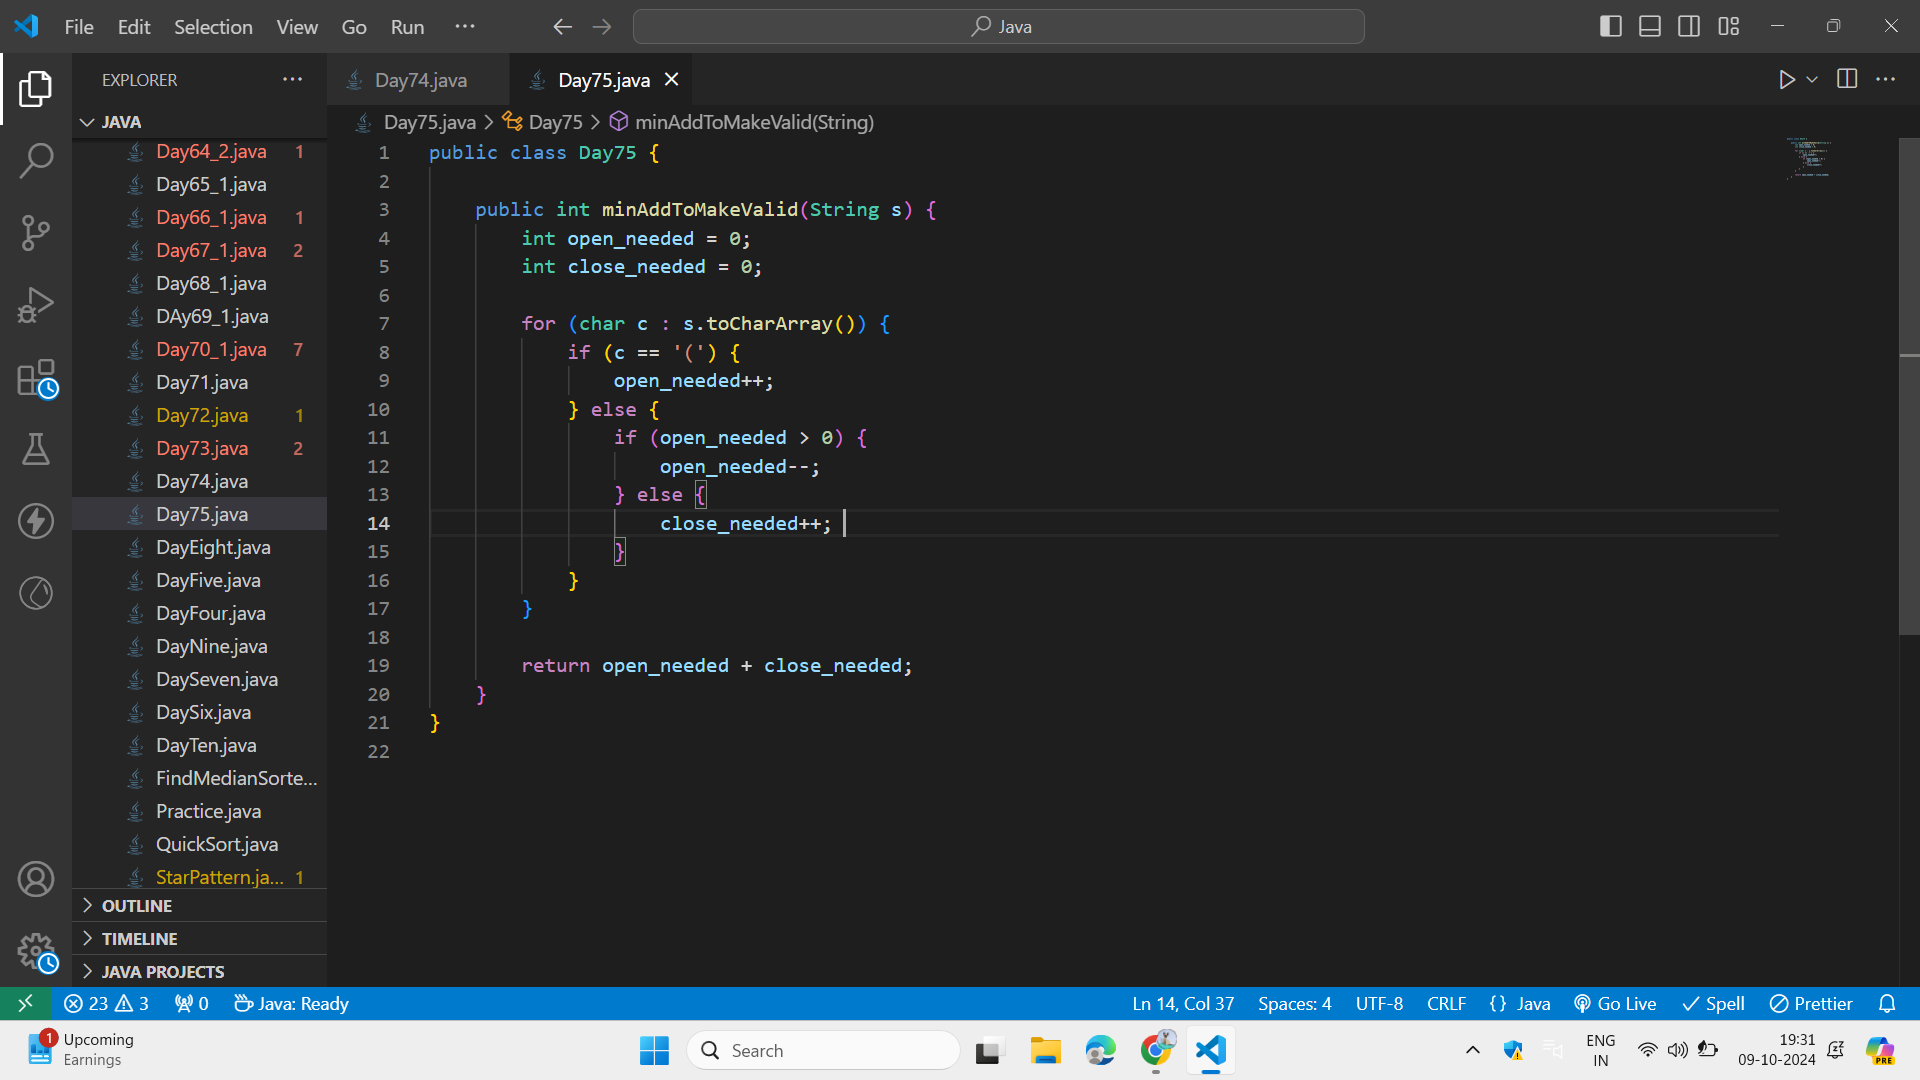 File Edit Selection View Go Run ···
Java
EXPLORER ···
Day74.java
Day75.java
JAVA
Day75.java > Day75 > minAddToMakeValid(String)
Day64_2.java 1
Day65_1.java
Day66_1.java 1
Day67_1.java 2
Day68_1.java
DAy69_1.java
Day70_1.java 7
Day71.java
Day72.java 1
Day73.java 2
Day74.java
Day75.java
DayEight.java
DayFive.java
DayFour.java
DayNine.java
DaySeven.java
DaySix.java
DayTen.java
FindMedianSorte...
Practice.java
QuickSort.java
StarPattern.ja... 1
OUTLINE
TIMELINE
JAVA PROJECTS
1 public class Day75 {
2
3     public int minAddToMakeValid(String s) {
4         int open_needed = 0;
5         int close_needed = 0;
6
7         for (char c : s.toCharArray()) {
8             if (c == '(') {
9                 open_needed++;
10             } else {
11                 if (open_needed > 0) {
12                     open_needed--;
13                 } else {
14                     close_needed++;
15                 }
16             }
17         }
18
19         return open_needed + close_needed;
20     }
21 }
22
23 3 0 Java: Ready
Ln 14, Col 37 Spaces: 4 UTF-8 CRLF {} Java Go Live Spell Prettier
1 Upcoming
Earnings
Search
ENG
IN
19:31
09-10-2024
PRE